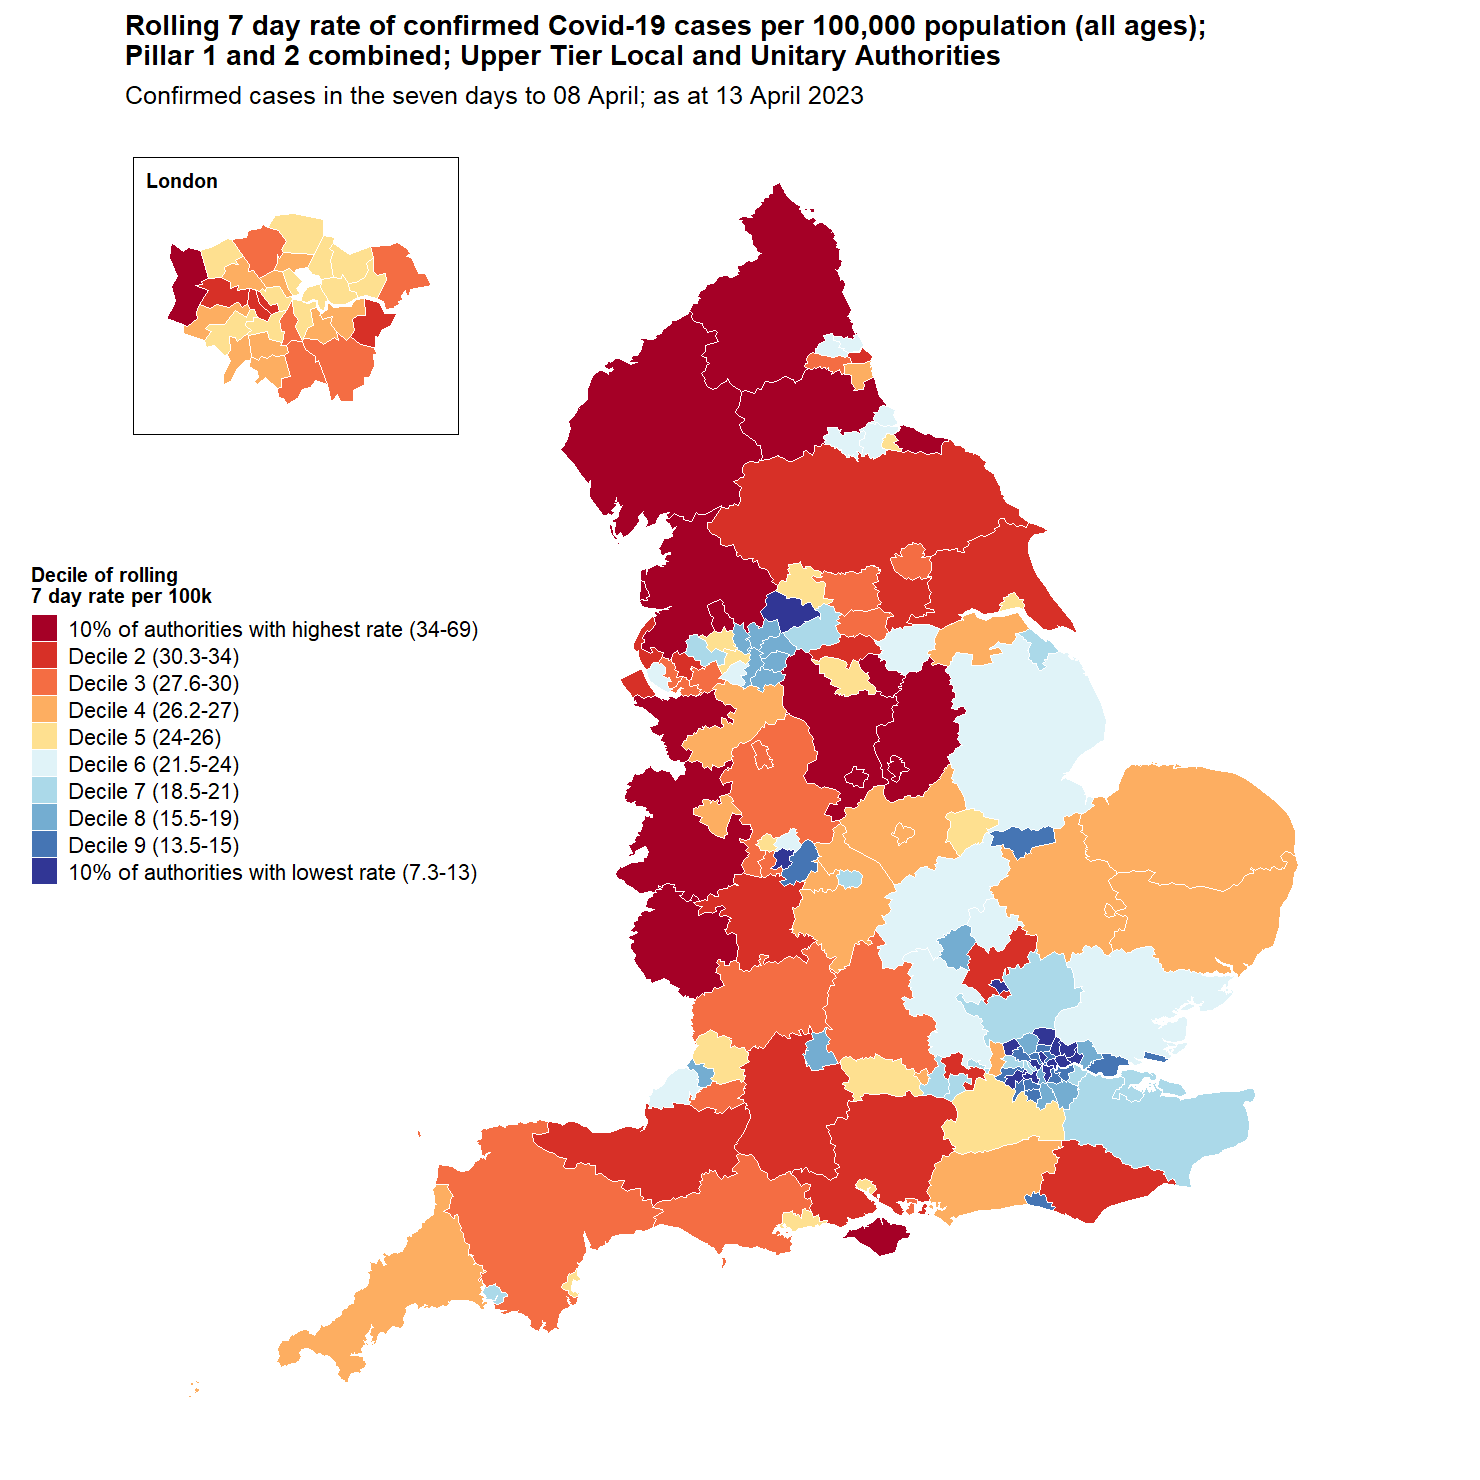 Rolling 7 day rate of confirmed Covid-19 cases per 100,000 population (all ages);
Pillar 1 and 2 combined; Upper Tier Local and Unitary Authorities
Confirmed cases in the seven days to 08 April; as at 13 April 2023
London
Decile of rolling
7 day rate per 100k
10% of authorities with highest rate (34-69)
Decile 2 (30.3-34)
Decile 3 (27.6-30)
Decile 4 (26.2-27)
Decile 5 (24-26)
Decile 6 (21.5-24)
Decile 7 (18.5-21)
Decile 8 (15.5-19)
Decile 9 (13.5-15)
10% of authorities with lowest rate (7.3-13)